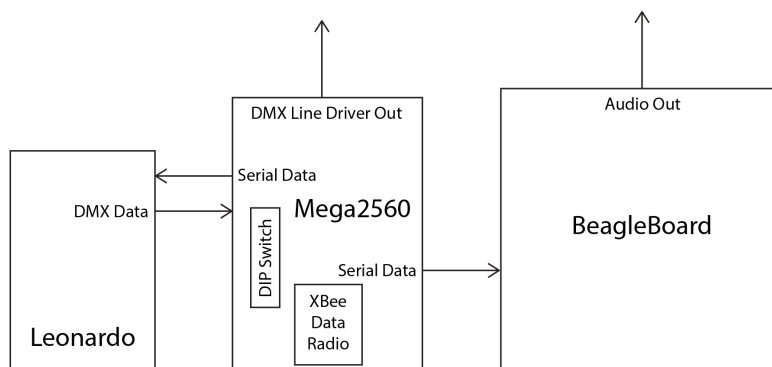 DMX Line Driver Out
Audio Out
Serial Data
DMX Data
Mega2560
BeagleBoard
DIP Switch
Serial Data
XBee
Data
Radio
Leonardo